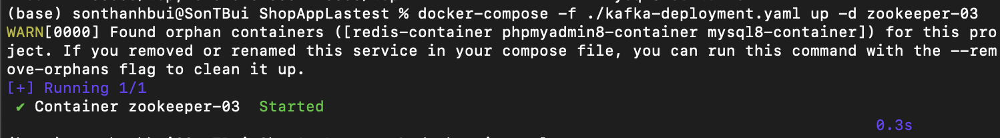 (base) sonthanhbui@SonTBui ShopAppLastest % docker-compose -f ./kafka-deployment.yaml up -d zookeeper-03
WARN[0000] Found orphan containers ([redis-container phpmyadmin8-container mysql8-container]) for this pro
ject. If you removed or renamed this service in your compose file, you can run this command with the --rem
ove-orphans flag to clean it up.
[+] Running 1/1
✔ Container zookeeper-03  Started
0.3s